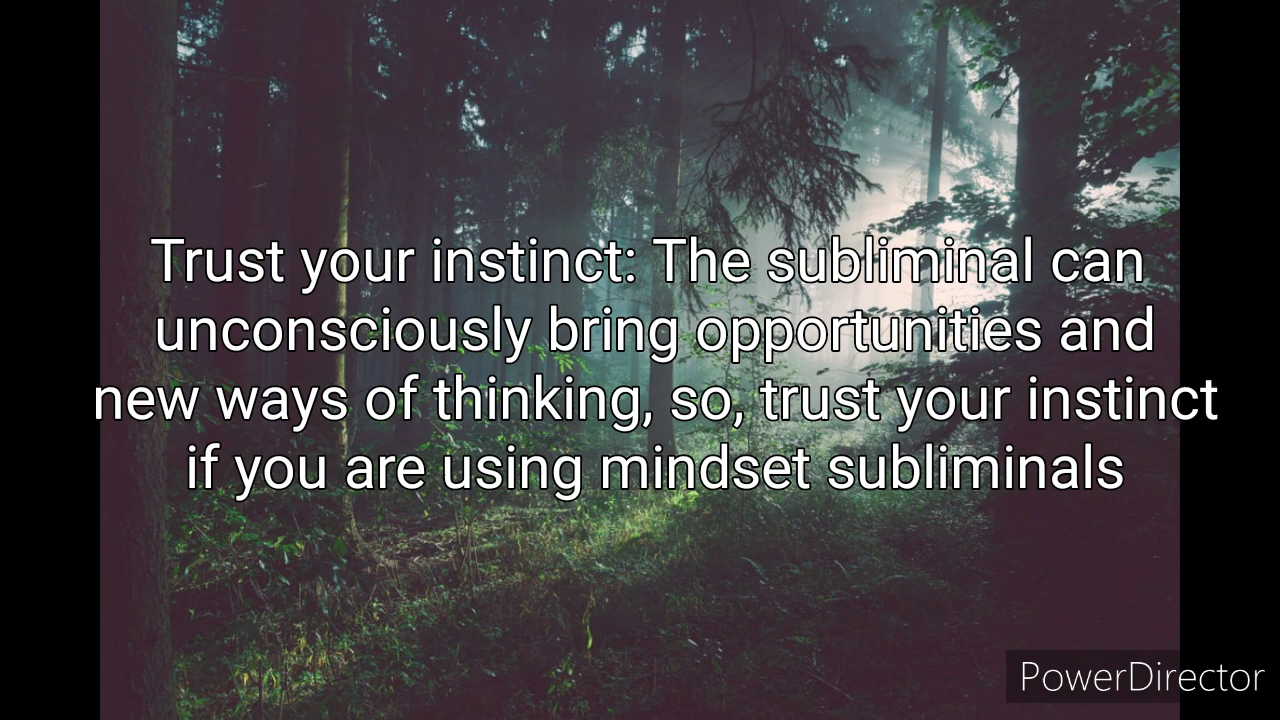 Trust your instinct: The subliminal can
unconsciously bring opportunities and
new ways of thinking, so, trust your instinct
if you are using mindset subliminals
PowerDirector